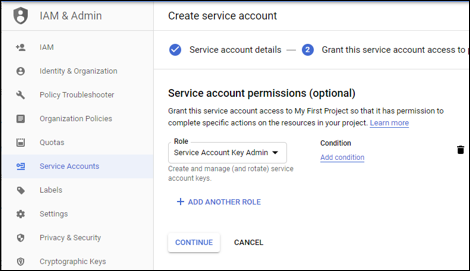 IAM & Admin
Create service account
IAM
Identity & Organization
Policy Troubleshooter
Organization Policies
Quotas
Service Accounts
Labels
Settings
Privacy & Security
Cryptographic Keys
Service account details — 2 Grant this service account access to
Service account permissions (optional)
Grant this service account access to My First Project so that it has permission to
complete specific actions on the resources in your project. Learn more
Role
Service Account Key Admin
Condition
Add condition
Create and manage (and rotate) service
account keys.
+ ADD ANOTHER ROLE
CONTINUE
CANCEL